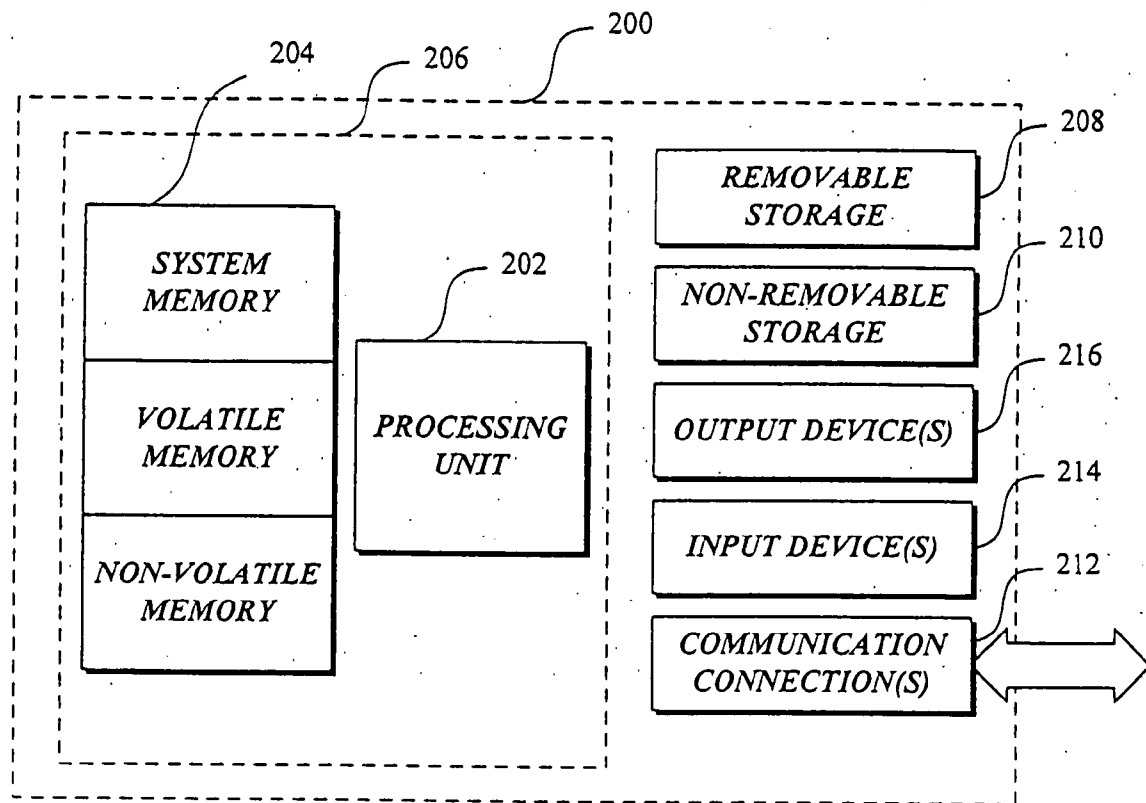 200
204
206
208
REMOVABLE
STORAGE
SYSTEM
MEMORY
202
210
NON-REMOVABLE
STORAGE
216
VOLATILE
MEMORY
PROCESSING
UNIT
OUTPUT DEVICE(S)
214
INPUT DEVICE(S)
NON-VOLATILE
MEMORY
212
COMMUNICATION
CONNECTION(S)